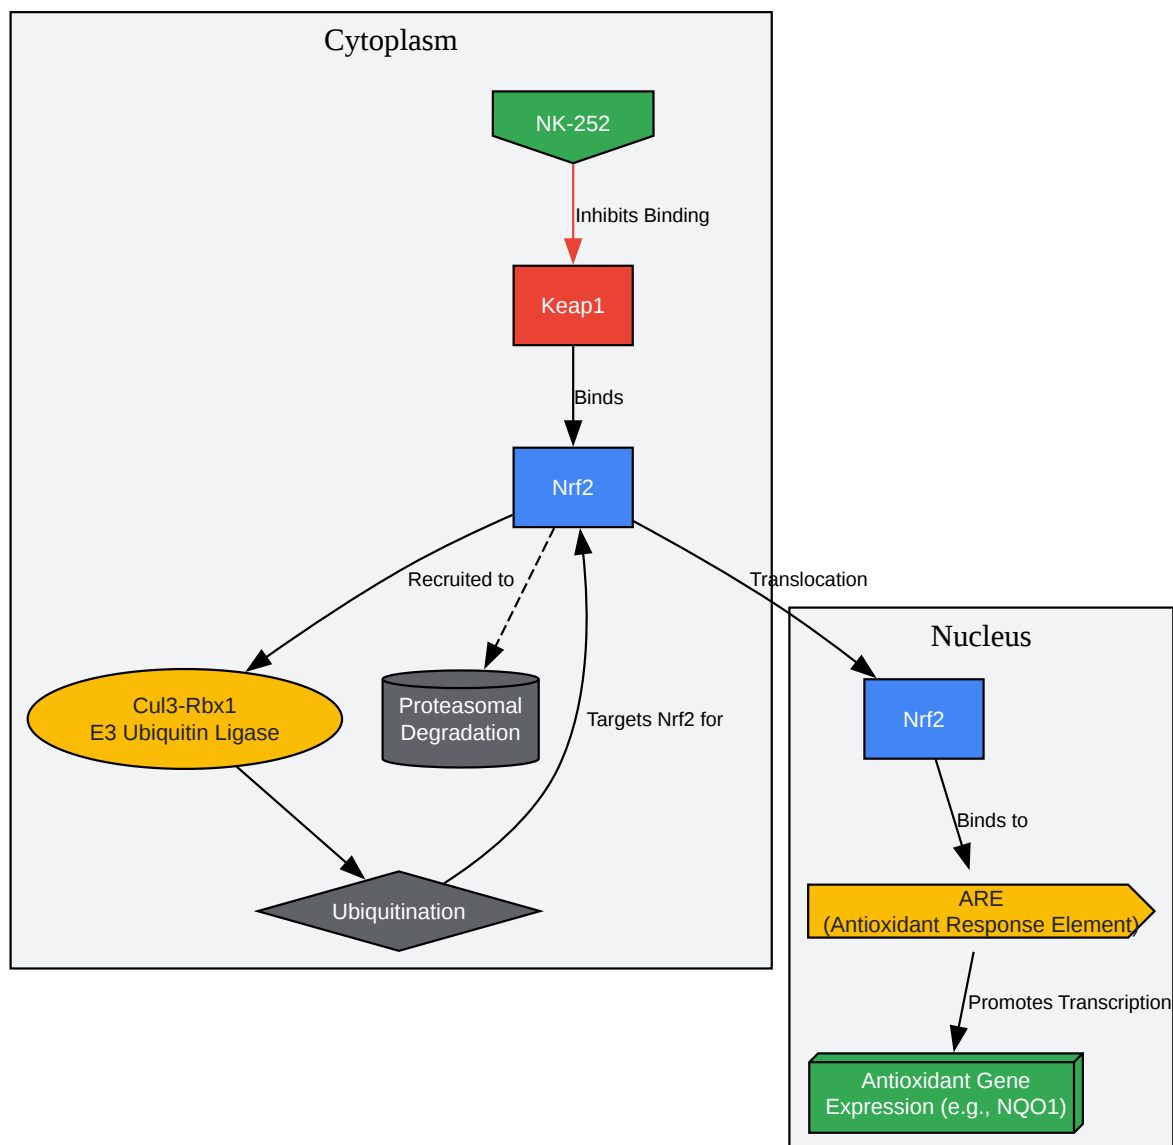 Cytoplasm
NK-252
Inhibits Binding
Keap1
Binds
Nrf2
Recruited to
Translocation
Nucleus
Cul3-Rbx1
E3 Ubiquitin Ligase
Proteasomal
Degradation
Targets Nrf2 for
Nrf2
Binds to
Ubiquitination
ARE
(Antioxidant Response Element)
Promotes Transcription
Antioxidant Gene
Expression (e.g., NQO1)